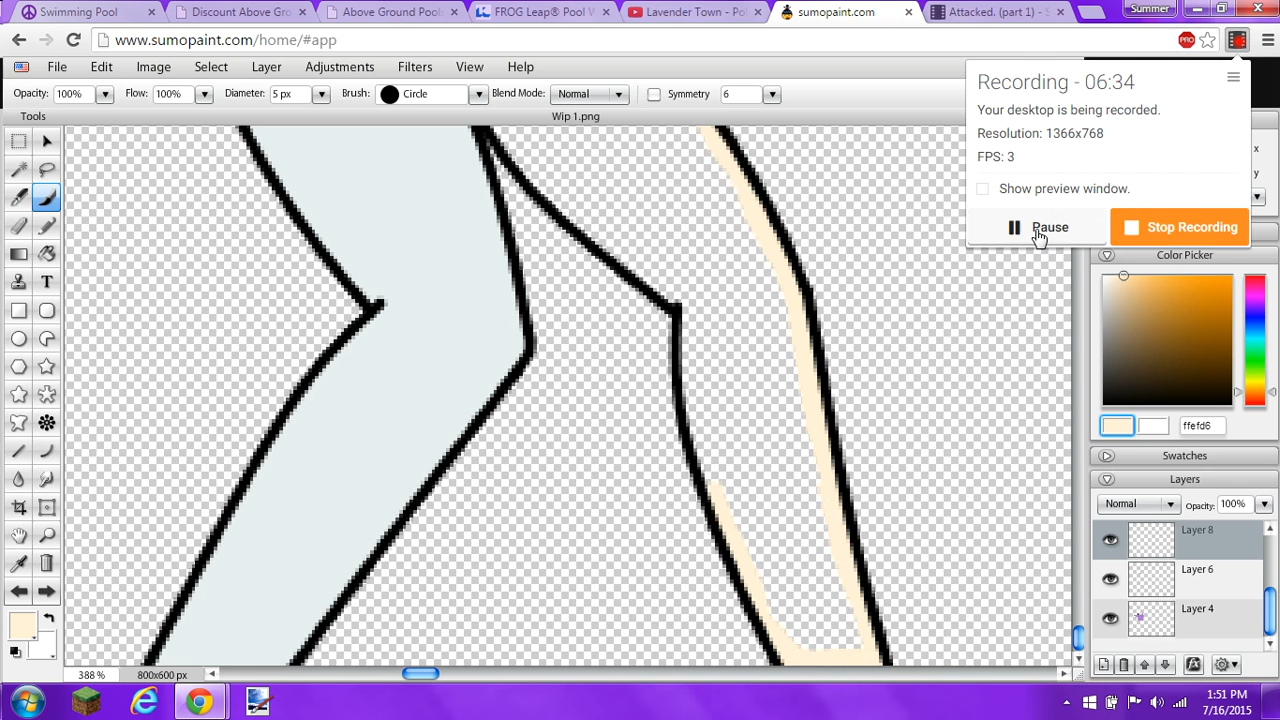 Swimming Pool
Discount Above Gro
Above Ground Pools
FROG Leap® Pool W
Lavender Town - Po
sumopaint.com
Attacked. (part 1) - S
Summer
www.sumopaint.com/home/#app
PRO
File Edit Image Select Layer Adjustments Filters View Help
Opacity: 100% Flow: 100% Diameter: 5 px Brush: Circle Blend Mode: Normal Symmetry 6
Tools
Wip 1.png
Recording - 06:34
Your desktop is being recorded.
Resolution: 1366x768
FPS: 3
Show preview window.
Pause
Stop Recording
x
y
Color Picker
ffefd6
Swatches
Layers
Normal Opacity: 100%
Layer 8
Layer 6
Layer 4
388 % 800x600 px
1:51 PM
7/16/2015